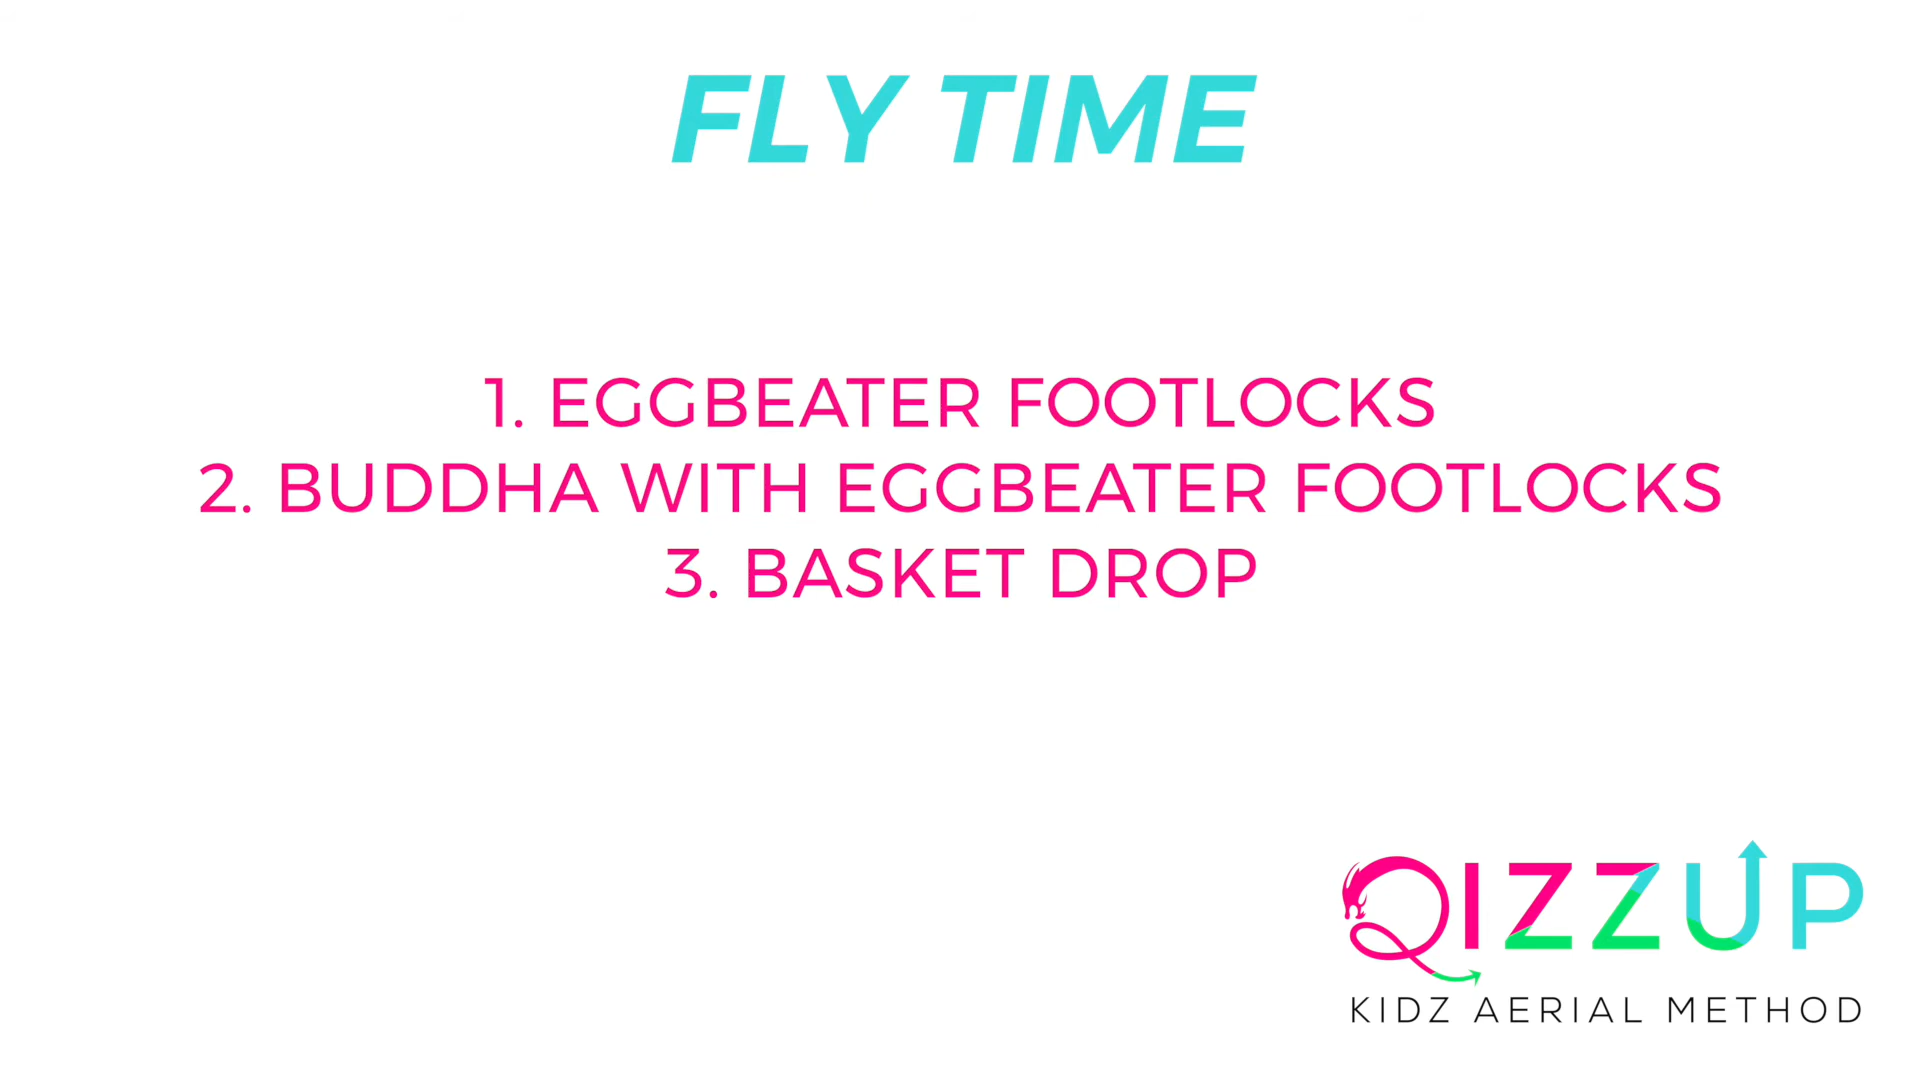 FLY TIME
1. EGGBEATER FOOTLOCKS
2. BUDDHA WITH EGGBEATER FOOTLOCKS
3. BASKET DROP
QIZZUP
KIDZ AERIAL METHOD